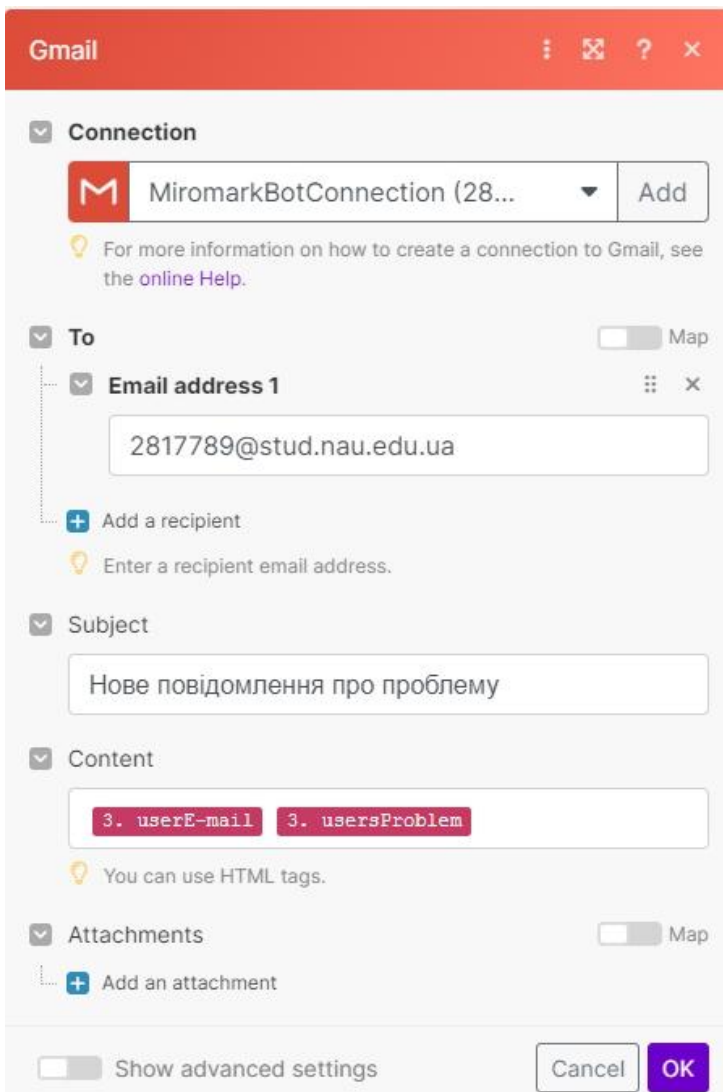 Gmail
Connection
MiromarkBotConnection (28...
Add
For more information on how to create a connection to Gmail, see
the online Help.
To
Map
Email address 1
2817789@stud.nau.edu.ua
Add a recipient
Enter a recipient email address.
Subject
Нове повідомлення про проблему
Content
3. userE-mail 3. usersProblem
You can use HTML tags.
Attachments
Map
Add an attachment
Show advanced settings
Cancel
OK